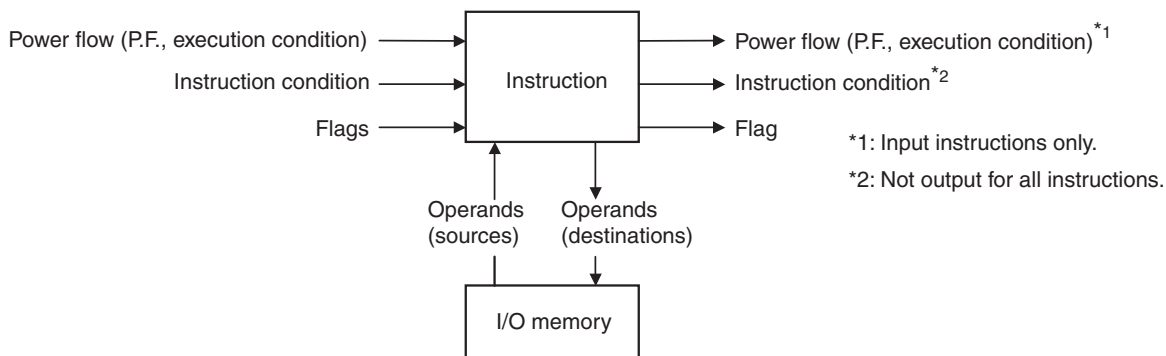 Power flow (P.F., execution condition)
Instruction condition
Flags
Instruction
Power flow (P.F., execution condition)*1
Instruction condition*2
Flag
*1: Input instructions only.
*2: Not output for all instructions.
Operands
(sources)
Operands
(destinations)
I/O memory